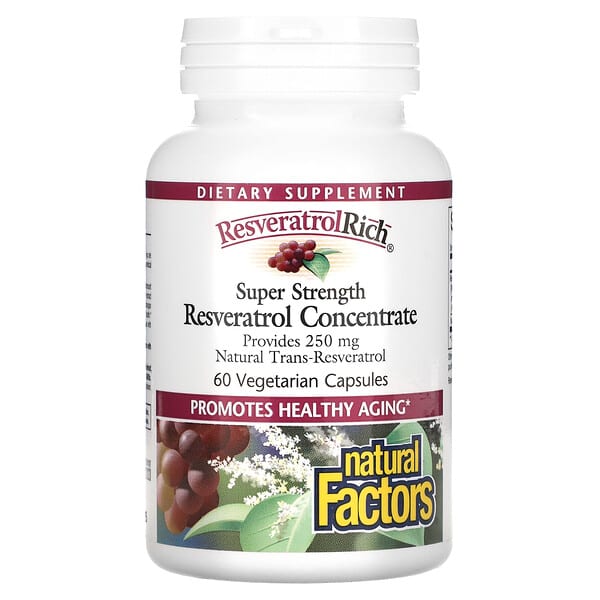 DIETARY SUPPLEMENT
ResveratrolRich®
Super Strength
Resveratrol Concentrate
Provides 250 mg
Natural Trans-Resveratrol
60 Vegetarian Capsules
PROMOTES HEALTHY AGING*
natural
Factors